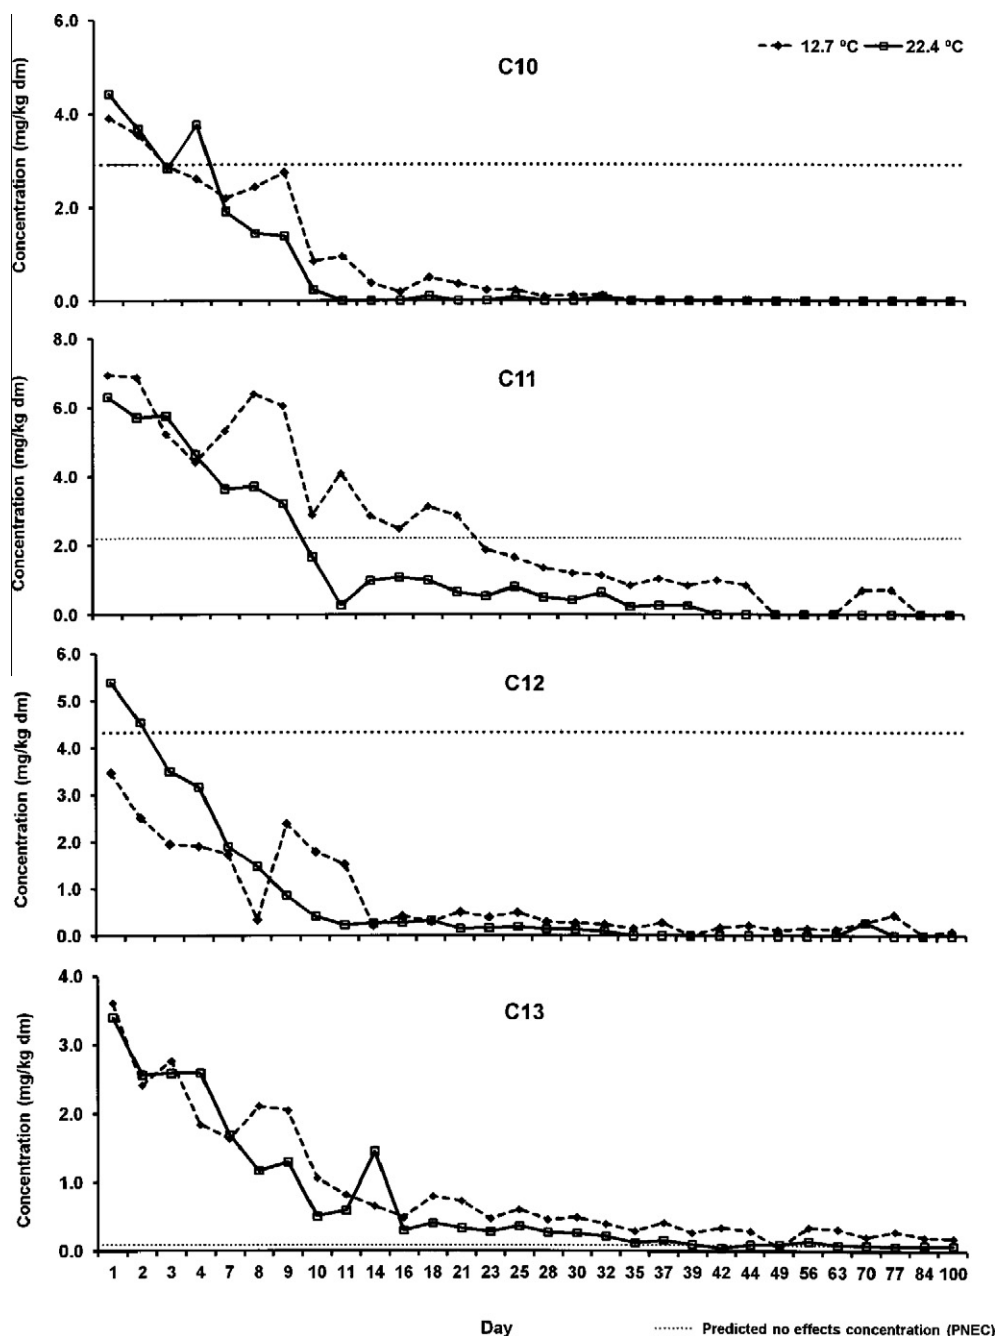 12.7 ºC 22.4 ºC
C10
Concentration (mg/kg dm)
6.0
4.0
2.0
0.0
C11
Concentration (mg/kg dm)
8.0
6.0
4.0
2.0
0.0
C12
Concentration (mg/kg dm)
6.0
5.0
4.0
3.0
2.0
1.0
0.0
C13
Concentration (mg/kg dm)
4.0
3.0
2.0
1.0
0.0
1 2 3 4 7 8 9 10 11 14 16 18 21 23 25 28 30 32 35 37 39 42 44 49 56 63 70 77 84 100
Day
Predicted no effects concentration (PNEC)